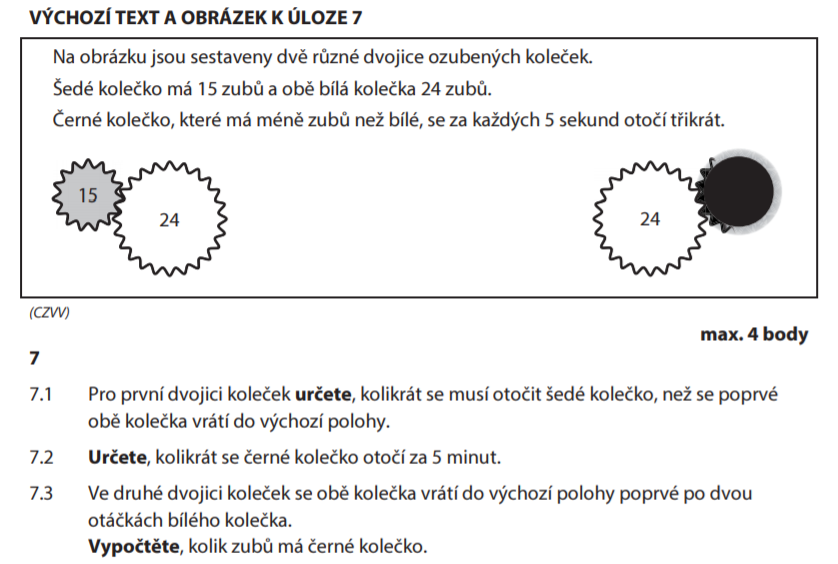 VÝCHOZÍ TEXT A OBRÁZEK K ÚLOZE 7
Na obrázku jsou sestaveny dvě různé dvojice ozubených koleček.
Šedé kolečko má 15 zubů a obě bílá kolečka 24 zubů.
Černé kolečko, které má méně zubů než bílé, se za každých 5 sekund otočí třikrát.
15
24
24
(CZVV)
max. 4 body
7
7.1 Pro první dvojici koleček určete, kolikrát se musí otočit šedé kolečko, než se poprvé
obě kolečka vrátí do výchozí polohy.
7.2 Určete, kolikrát se černé kolečko otočí za 5 minut.
7.3 Ve druhé dvojici koleček se obě kolečka vrátí do výchozí polohy poprvé po dvou
otáčkách bílého kolečka.
Vypočtěte, kolik zubů má černé kolečko.